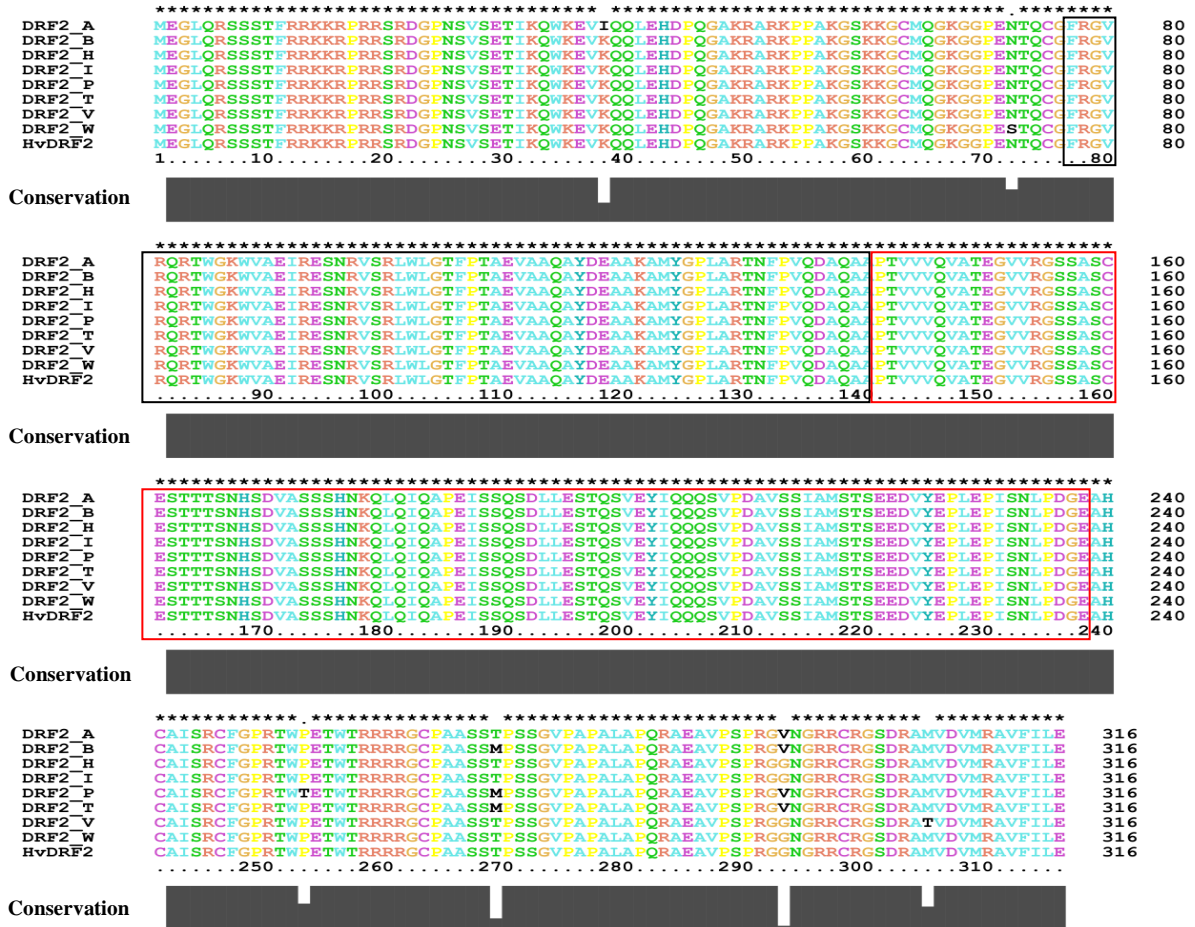 ************************************* *********************************.********
DRF2_A MEGLQRSSSTFRRKKRPRRSRDGPNSVSETIKQWKEVIQQLEHDPQGAKRARKPPAKGSKKGCMQGKGGPENTQCGFRGV 80
DRF2_B MEGLQRSSSTFRRKKRPRRSRDGPNSVSETIKQWKEVKQQLEHDPQGAKRARKPPAKGSKKGCMQGKGGPENTQCGFRGV 80
DRF2_H MEGLQRSSSTFRRKKRPRRSRDGPNSVSETIKQWKEVKQQLEHDPQGAKRARKPPAKGSKKGCMQGKGGPENTQCGFRGV 80
DRF2_I MEGLQRSSSTFRRKKRPRRSRDGPNSVSETIKQWKEVKQQLEHDPQGAKRARKPPAKGSKKGCMQGKGGPENTQCGFRGV 80
DRF2_P MEGLQRSSSTFRRKKRPRRSRDGPNSVSETIKQWKEVKQQLEHDPQGAKRARKPPAKGSKKGCMQGKGGPENTQCGFRGV 80
DRF2_T MEGLQRSSSTFRRKKRPRRSRDGPNSVSETIKQWKEVKQQLEHDPQGAKRARKPPAKGSKKGCMQGKGGPENTQCGFRGV 80
DRF2_V MEGLQRSSSTFRRKKRPRRSRDGPNSVSETIKQWKEVKQQLEHDPQGAKRARKPPAKGSKKGCMQGKGGPENTQCGFRGV 80
DRF2_W MEGLQRSSSTFRRKKRPRRSRDGPNSVSETIKQWKEVKQQLEHDPQGAKRARKPPAKGSKKGCMQGKGGPESTQCGFRGV 80
HvDRF2 MEGLQRSSSTFRRKKRPRRSRDGPNSVSETIKQWKEVKQQLEHDPQGAKRARKPPAKGSKKGCMQGKGGPENTQCGFRGV 80
1.......10........20........30........40........50........60........70........80
Conservation
********************************************************************************
DRF2_A RQRTWGKWVAEIRESNRVSRLWLGTFPTAEVAAQAYDEAAKAMYGPLARTNFPVQDAQAAPTVVVQVATEGVVRGSSASC 160
DRF2_B RQRTWGKWVAEIRESNRVSRLWLGTFPTAEVAAQAYDEAAKAMYGPLARTNFPVQDAQAAPTVVVQVATEGVVRGSSASC 160
DRF2_H RQRTWGKWVAEIRESNRVSRLWLGTFPTAEVAAQAYDEAAKAMYGPLARTNFPVQDAQAAPTVVVQVATEGVVRGSSASC 160
DRF2_I RQRTWGKWVAEIRESNRVSRLWLGTFPTAEVAAQAYDEAAKAMYGPLARTNFPVQDAQAAPTVVVQVATEGVVRGSSASC 160
DRF2_P RQRTWGKWVAEIRESNRVSRLWLGTFPTAEVAAQAYDEAAKAMYGPLARTNFPVQDAQAAPTVVVQVATEGVVRGSSASC 160
DRF2_T RQRTWGKWVAEIRESNRVSRLWLGTFPTAEVAAQAYDEAAKAMYGPLARTNFPVQDAQAAPTVVVQVATEGVVRGSSASC 160
DRF2_V RQRTWGKWVAEIRESNRVSRLWLGTFPTAEVAAQAYDEAAKAMYGPLARTNFPVQDAQAAPTVVVQVATEGVVRGSSASC 160
DRF2_W RQRTWGKWVAEIRESNRVSRLWLGTFPTAEVAAQAYDEAAKAMYGPLARTNFPVQDAQAAPTVVVQVATEGVVRGSSASC 160
HvDRF2 RQRTWGKWVAEIRESNRVSRLWLGTFPTAEVAAQAYDEAAKAMYGPLARTNFPVQDAQAAPTVVVQVATEGVVRGSSASC 160
........90.......100.......110.......120.......130.......140.......150.......160
Conservation
********************************************************************************
DRF2_A ESTTTSNHSDVASSSHNKQLQIQAPEISSQSDLLESTQSVEYIQQQSVPDAVSSIAMSTSEEDVYEPLEPISNLPDGEAH 240
DRF2_B ESTTTSNHSDVASSSHNKQLQIQAPEISSQSDLLESTQSVEYIQQQSVPDAVSSIAMSTSEEDVYEPLEPISNLPDGEAH 240
DRF2_H ESTTTSNHSDVASSSHNKQLQIQAPEISSQSDLLESTQSVEYIQQQSVPDAVSSIAMSTSEEDVYEPLEPISNLPDGEAH 240
DRF2_I ESTTTSNHSDVASSSHNKQLQIQAPEISSQSDLLESTQSVEYIQQQSVPDAVSSIAMSTSEEDVYEPLEPISNLPDGEAH 240
DRF2_P ESTTTSNHSDVASSSHNKQLQIQAPEISSQSDLLESTQSVEYIQQQSVPDAVSSIAMSTSEEDVYEPLEPISNLPDGEAH 240
DRF2_T ESTTTSNHSDVASSSHNKQLQIQAPEISSQSDLLESTQSVEYIQQQSVPDAVSSIAMSTSEEDVYEPLEPISNLPDGEAH 240
DRF2_V ESTTTSNHSDVASSSHNKQLQIQAPEISSQSDLLESTQSVEYIQQQSVPDAVSSIAMSTSEEDVYEPLEPISNLPDGEAH 240
DRF2_W ESTTTSNHSDVASSSHNKQLQIQAPEISSQSDLLESTQSVEYIQQQSVPDAVSSIAMSTSEEDVYEPLEPISNLPDGEAH 240
HvDRF2 ESTTTSNHSDVASSSHNKQLQIQAPEISSQSDLLESTQSVEYIQQQSVPDAVSSIAMSTSEEDVYEPLEPISNLPDGEAH 240
.......170.......180.......190.......200.......210.......220.......230.......240
Conservation
************.*************** *********************** *********** ***********
DRF2_A CAISRCFGPRTWPETWTRRRRGCPAASSTPSSGVPAPALAPQRAEAVPSPRGVNGRRCRGSDRAMVDVMRAVFILE 316
DRF2_B CAISRCFGPRTWPETWTRRRRGCPAASSMPSSGVPAPALAPQRAEAVPSPRGVNGRRCRGSDRAMVDVMRAVFILE 316
DRF2_H CAISRCFGPRTWPETWTRRRRGCPAASSTPSSGVPAPALAPQRAEAVPSPRGGNGRRCRGSDRAMVDVMRAVFILE 316
DRF2_I CAISRCFGPRTWPETWTRRRRGCPAASSTPSSGVPAPALAPQRAEAVPSPRGGNGRRCRGSDRAMVDVMRAVFILE 316
DRF2_P CAISRCFGPRTWTETWTRRRRGCPAASSMPSSGVPAPALAPQRAEAVPSPRGVNGRRCRGSDRAMVDVMRAVFILE 316
DRF2_T CAISRCFGPRTWPETWTRRRRGCPAASSMPSSGVPAPALAPQRAEAVPSPRGVNGRRCRGSDRAMVDVMRAVFILE 316
DRF2_V CAISRCFGPRTWPETWTRRRRGCPAASSTPSSGVPAPALAPQRAEAVPSPRGGNGRRCRGSDRATVDVMRAVFILE 316
DRF2_W CAISRCFGPRTWPETWTRRRRGCPAASSTPSSGVPAPALAPQRAEAVPSPRGGNGRRCRGSDRAMVDVMRAVFILE 316
HvDRF2 CAISRCFGPRTWPETWTRRRRGCPAASSTPSSGVPAPALAPQRAEAVPSPRGGNGRRCRGSDRAMVDVMRAVFILE 316
.......250.......260.......270.......280.......290.......300.......310......
Conservation